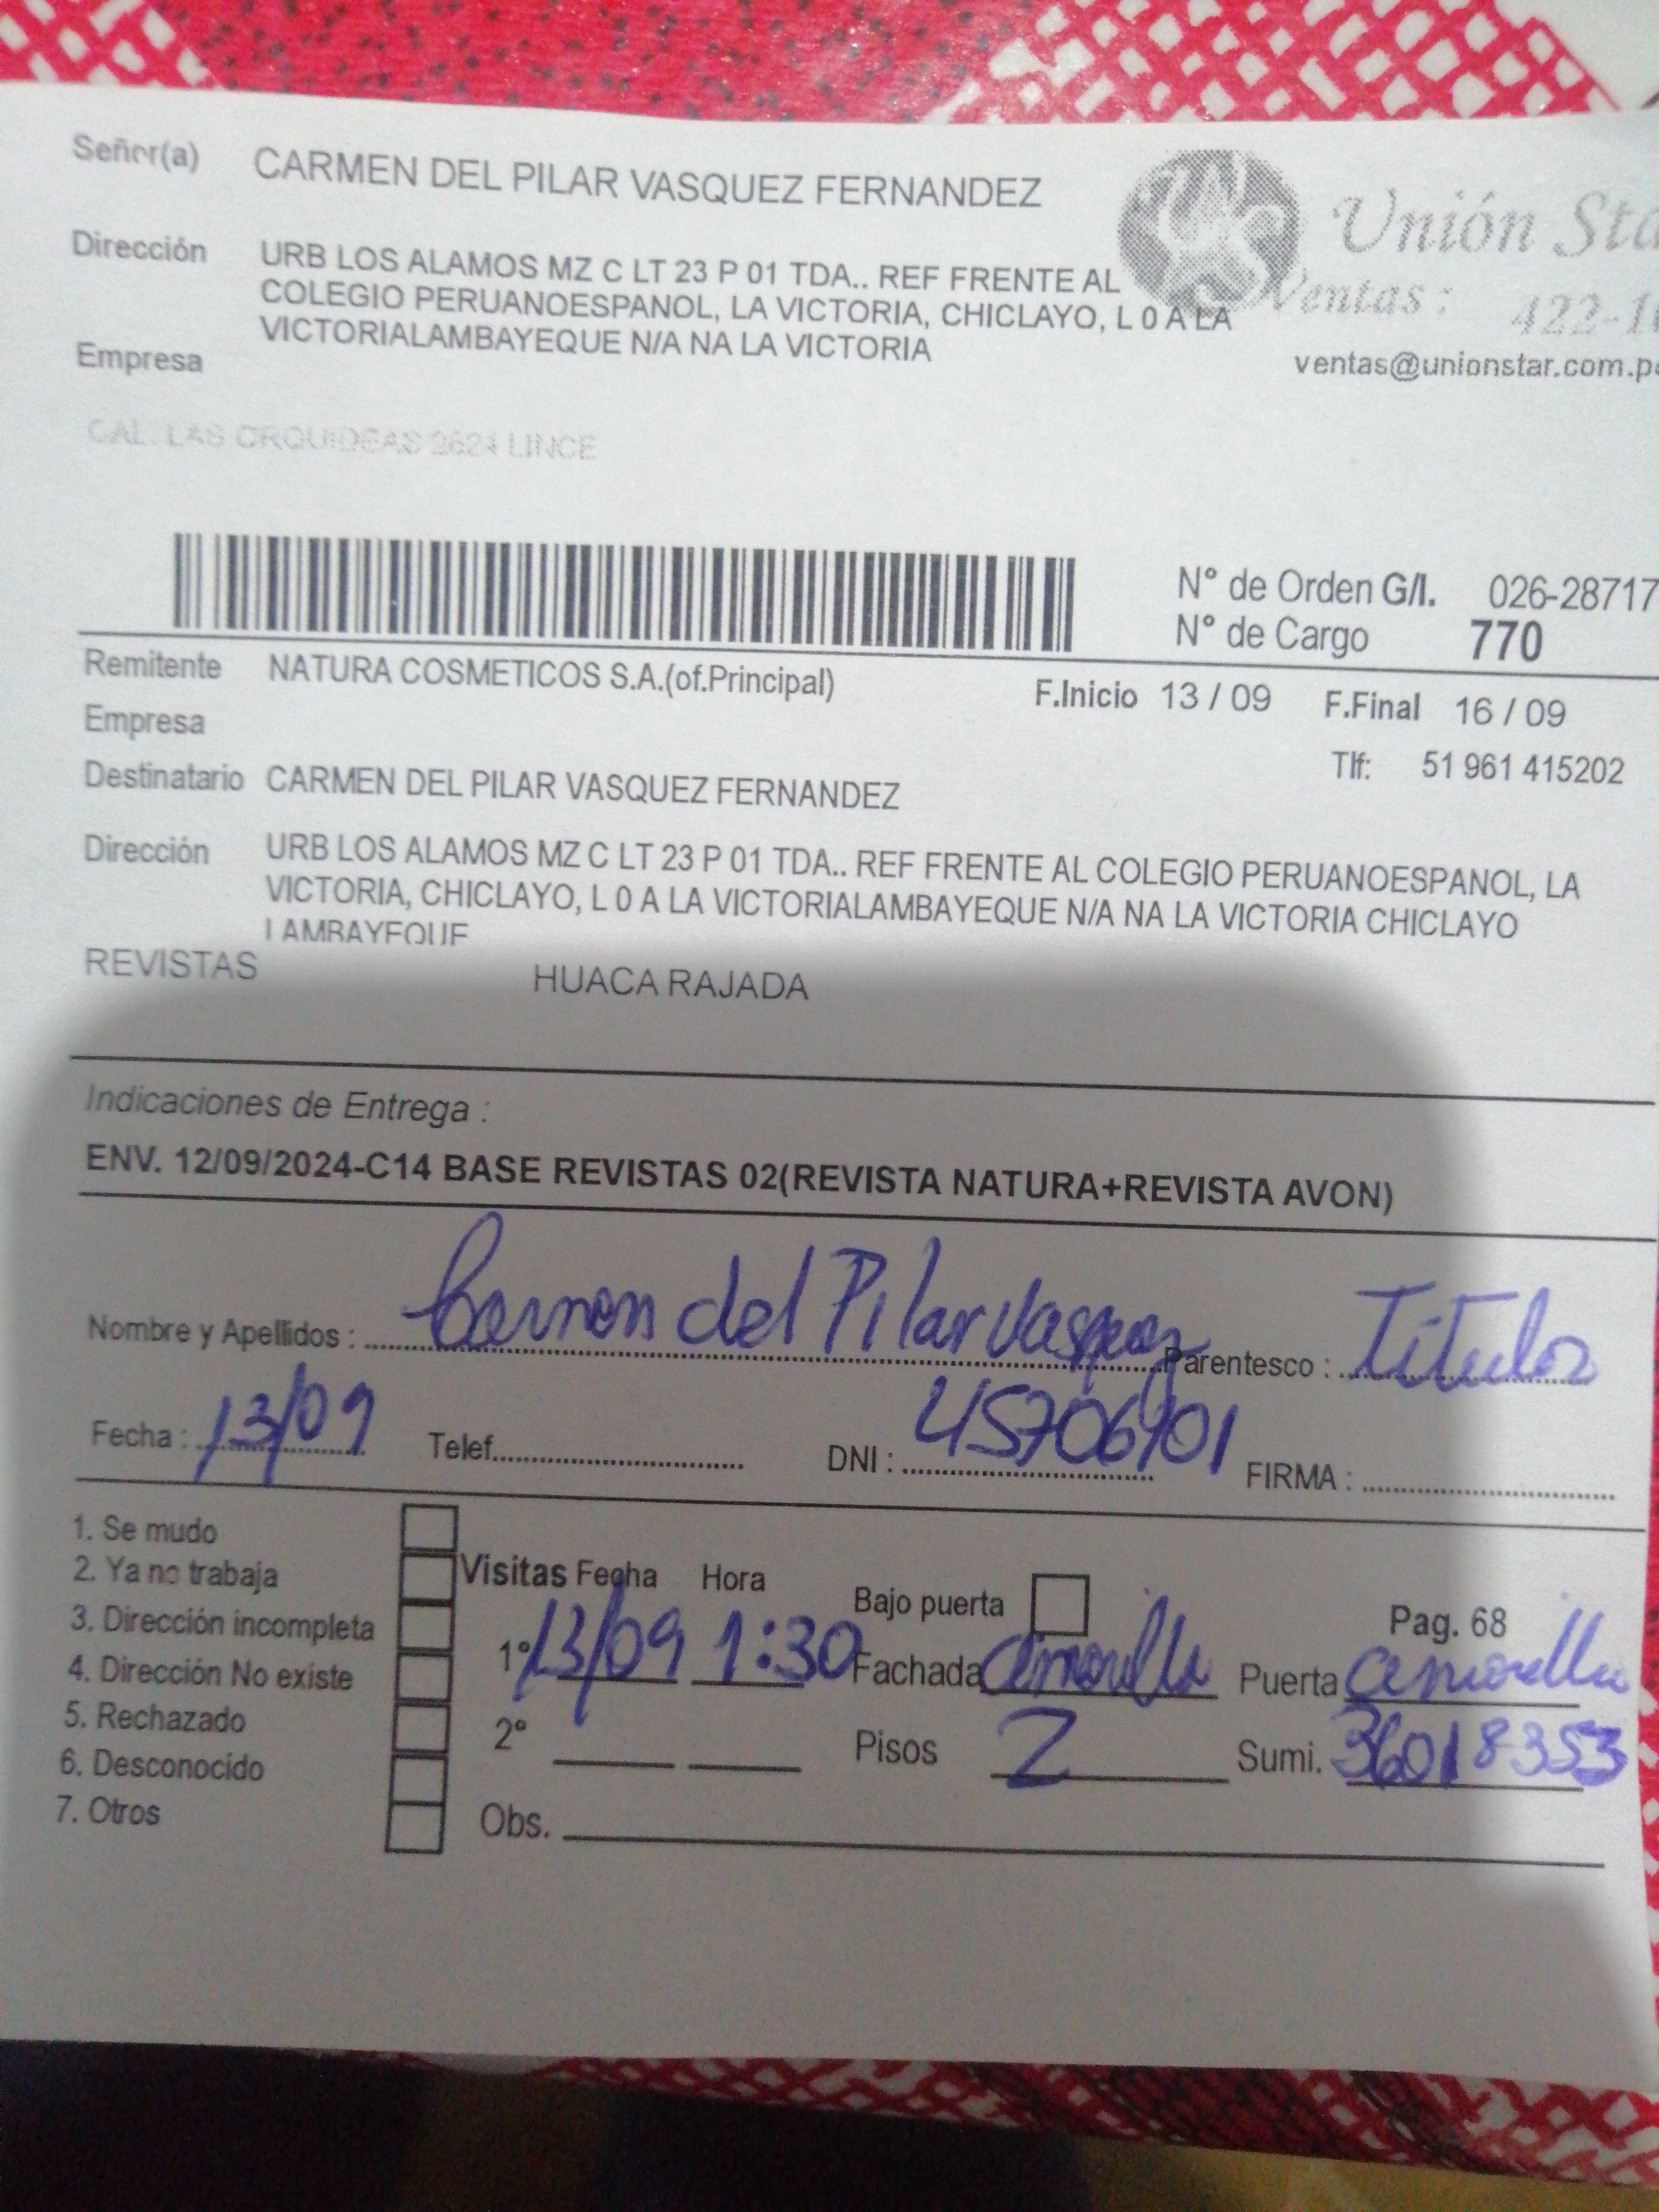 Señor(a) CARMEN DEL PILAR VASQUEZ FERNANDEZ
Unión Sta
Dirección URB LOS ALAMOS MZ C LT 23 P 01 TDA.. REF FRENTE AL
COLEGIO PERUANOESPANOL, LA VICTORIA, CHICLAYO, L 0 A LA
VICTORIALAMBAYEQUE N/A NA LA VICTORIA
Ventas : 422-1
ventas@unionstar.com.p
Empresa
CAL. LAS ORQUIDEAS 2624 LINCE
N° de Orden G/I. 026-28717
N° de Cargo 770
Remitente NATURA COSMETICOS S.A.(of.Principal)
F.Inicio 13 / 09 F.Final 16 / 09
Empresa
Tlf: 51 961 415202
Destinatario CARMEN DEL PILAR VASQUEZ FERNANDEZ
Dirección URB LOS ALAMOS MZ C LT 23 P 01 TDA.. REF FRENTE AL COLEGIO PERUANOESPANOL, LA
VICTORIA, CHICLAYO, L 0 A LA VICTORIALAMBAYEQUE N/A NA LA VICTORIA CHICLAYO
LAMBAYEQUE
REVISTAS HUACA RAJADA
Indicaciones de Entrega :
ENV. 12/09/2024-C14 BASE REVISTAS 02(REVISTA NATURA+REVISTA AVON)
Nombre y Apellidos : Carmen del Pilar Vasquez Parentesco : Titular
Fecha : 13/09 Telef. DNI : 45706901 FIRMA :
1. Se mudo
2. Ya no trabaja
3. Dirección incompleta
4. Dirección No existe
5. Rechazado
6. Desconocido
7. Otros
Visitas Fecha Hora Bajo puerta Pag. 68
1° 13/09 1:30 Fachada amarilla Puerta amarilla
2° Pisos 2 Sumi. 36018353
Obs.